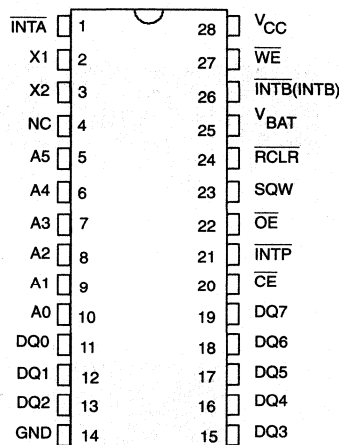 INTA 1 28 VCC
X1 2 27 WE
X2 3 26 INTB(INTB)
NC 4 25 VBAT
A5 5 24 RCLR
A4 6 23 SQW
A3 7 22 OE
A2 8 21 INTP
A1 9 20 CE
A0 10 19 DQ7
DQ0 11 18 DQ6
DQ1 12 17 DQ5
DQ2 13 16 DQ4
GND 14 15 DQ3